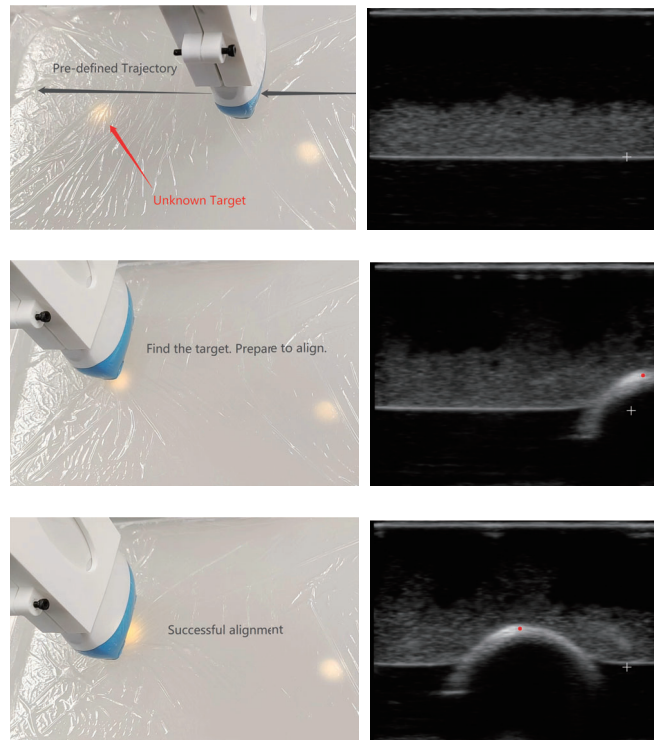 Pre-defined Trajectory
Unknown Target
Find the target. Prepare to align.
Successful alignment